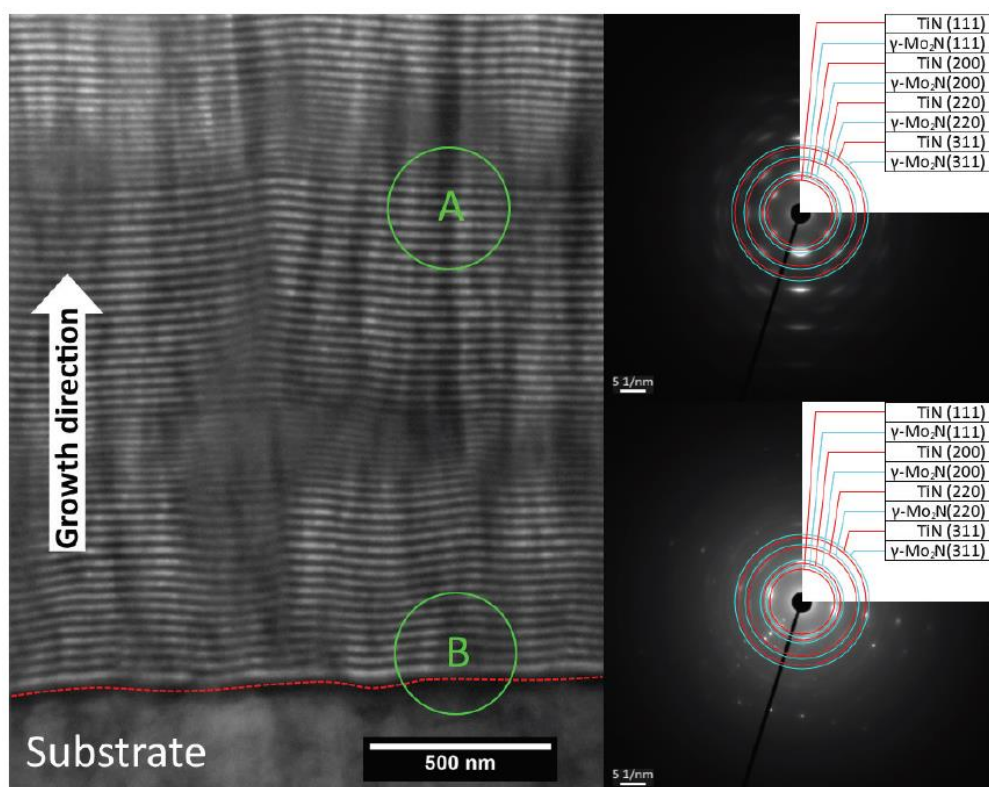 Growth direction
A
B
Substrate
500 nm
TiN (111)
γ-Mo₂N(111)
TiN (200)
γ-Mo₂N(200)
TiN (220)
γ-Mo₂N(220)
TiN (311)
γ-Mo₂N(311)
5 1/nm
TiN (111)
γ-Mo₂N(111)
TiN (200)
γ-Mo₂N(200)
TiN (220)
γ-Mo₂N(220)
TiN (311)
γ-Mo₂N(311)
5 1/nm